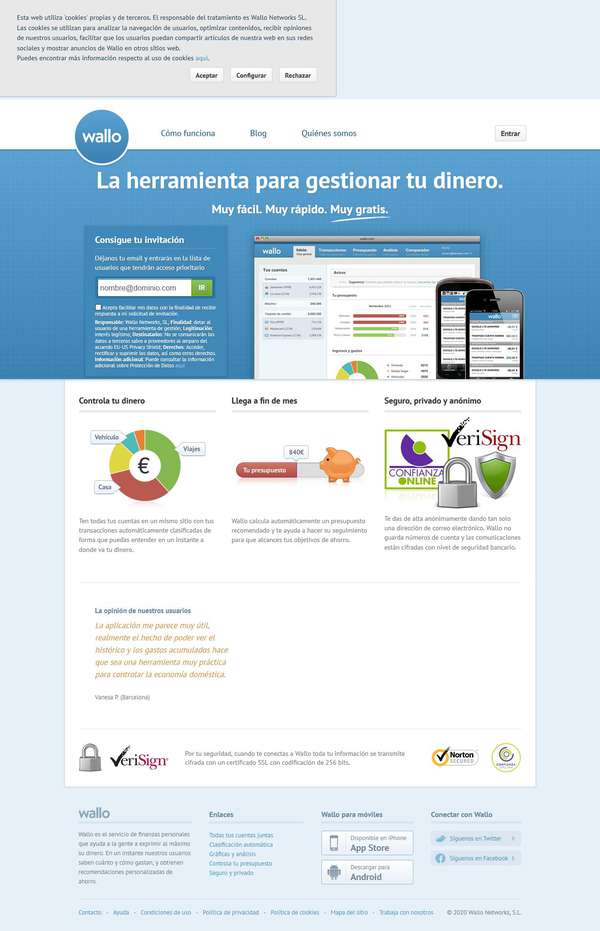 Esta web utiliza 'cookies' propias y de terceros. El responsable del tratamiento es Wallo Networks SL.
Las cookies se utilizan para analizar la navegación de usuarios, optimizar contenidos, recibir opiniones
de nuestros usuarios, facilitar que los usuarios puedan compartir artículos de nuestra web en sus redes
sociales y mostrar anuncios de Wallo en otros sitios web.
Puedes encontrar más información respecto al uso de cookies aquí.
Aceptar Configurar Rechazar
wallo
Cómo funciona Blog Quiénes somos
Entrar
La herramienta para gestionar tu dinero.
Muy fácil. Muy rápido. Muy gratis.
Consigue tu invitación
Déjanos tu email y entrarás en la lista de
usuarios que tendrán acceso prioritario
nombre@dominio.com IR
Acepto facilitar mis datos con la finalidad de recibir
respuesta a mi solicitud de invitación.
Responsable: Wallo Networks, SL, Finalidad: dotar al
usuario de una herramienta de gestión, Legitimación:
interés legítimo; Destinatarios: No se comunicarán los
datos a terceros salvo a proveedores al amparo del
acuerdo EU-US Privacy Shield; Derechos: Acceder,
rectificar y suprimir los datos, así como otros derechos.
Información adicional: Puede consultar la información
adicional sobre Protección de Datos aquí
wallo
Tus cuentas
Avisos
Tu presupuesto
Ingresos y gastos
wallo
Controla tu dinero
Vehículo
Viajes
Casa
€
Ten todas tus cuentas en un mismo sitio con tus
transacciones automáticamente clasificadas de
forma que puedas entender en un instante a
donde va tu dinero.
Llega a fin de mes
840€
Tu presupuesto
Wallo calcula automáticamente un presupuesto
recomendado y te ayuda a hacer su seguimiento
para que alcances tus objetivos de ahorro.
Seguro, privado y anónimo
VeriSign
CONFIANZA
ONLINE
Te das de alta anónimamente dando tan solo
una dirección de correo electrónico. Wallo no
guarda números de cuenta y las comunicaciones
están cifradas con nivel de seguridad bancario.
La opinión de nuestros usuarios
La aplicación me parece muy útil,
realmente el hecho de poder ver el
histórico y los gastos acumulados hace
que sea una herramienta muy práctica
para controlar la economía doméstica.
Vanesa P. (Barcelona)
VeriSign
Por tu seguridad, cuando te conectas a Wallo toda tu información se transmite
cifrada con un certificado SSL con codificación de 256 bits.
Norton
SECURED
wallo
Wallo es el servicio de finanzas personales
que ayuda a la gente a exprimir al máximo
su dinero. En un instante nuestros usuarios
saben cuánto y cómo gastan, y obtienen
recomendaciones personalizadas de
ahorro.
Enlaces
Todas tus cuentas juntas
Clasificación automática
Gráficas y análisis
Controla tu presupuesto
Seguro y privado
Wallo para móviles
Disponible en iPhone
App Store
Descargar para
Android
Conectar con Wallo
Síguenos en Twitter
Síguenos en Facebook
Contacto - Ayuda - Condiciones de uso - Política de privacidad - Política de cookies - Mapa del sitio - Trabaja con nosotros
© 2020 Wallo Networks, S.L.